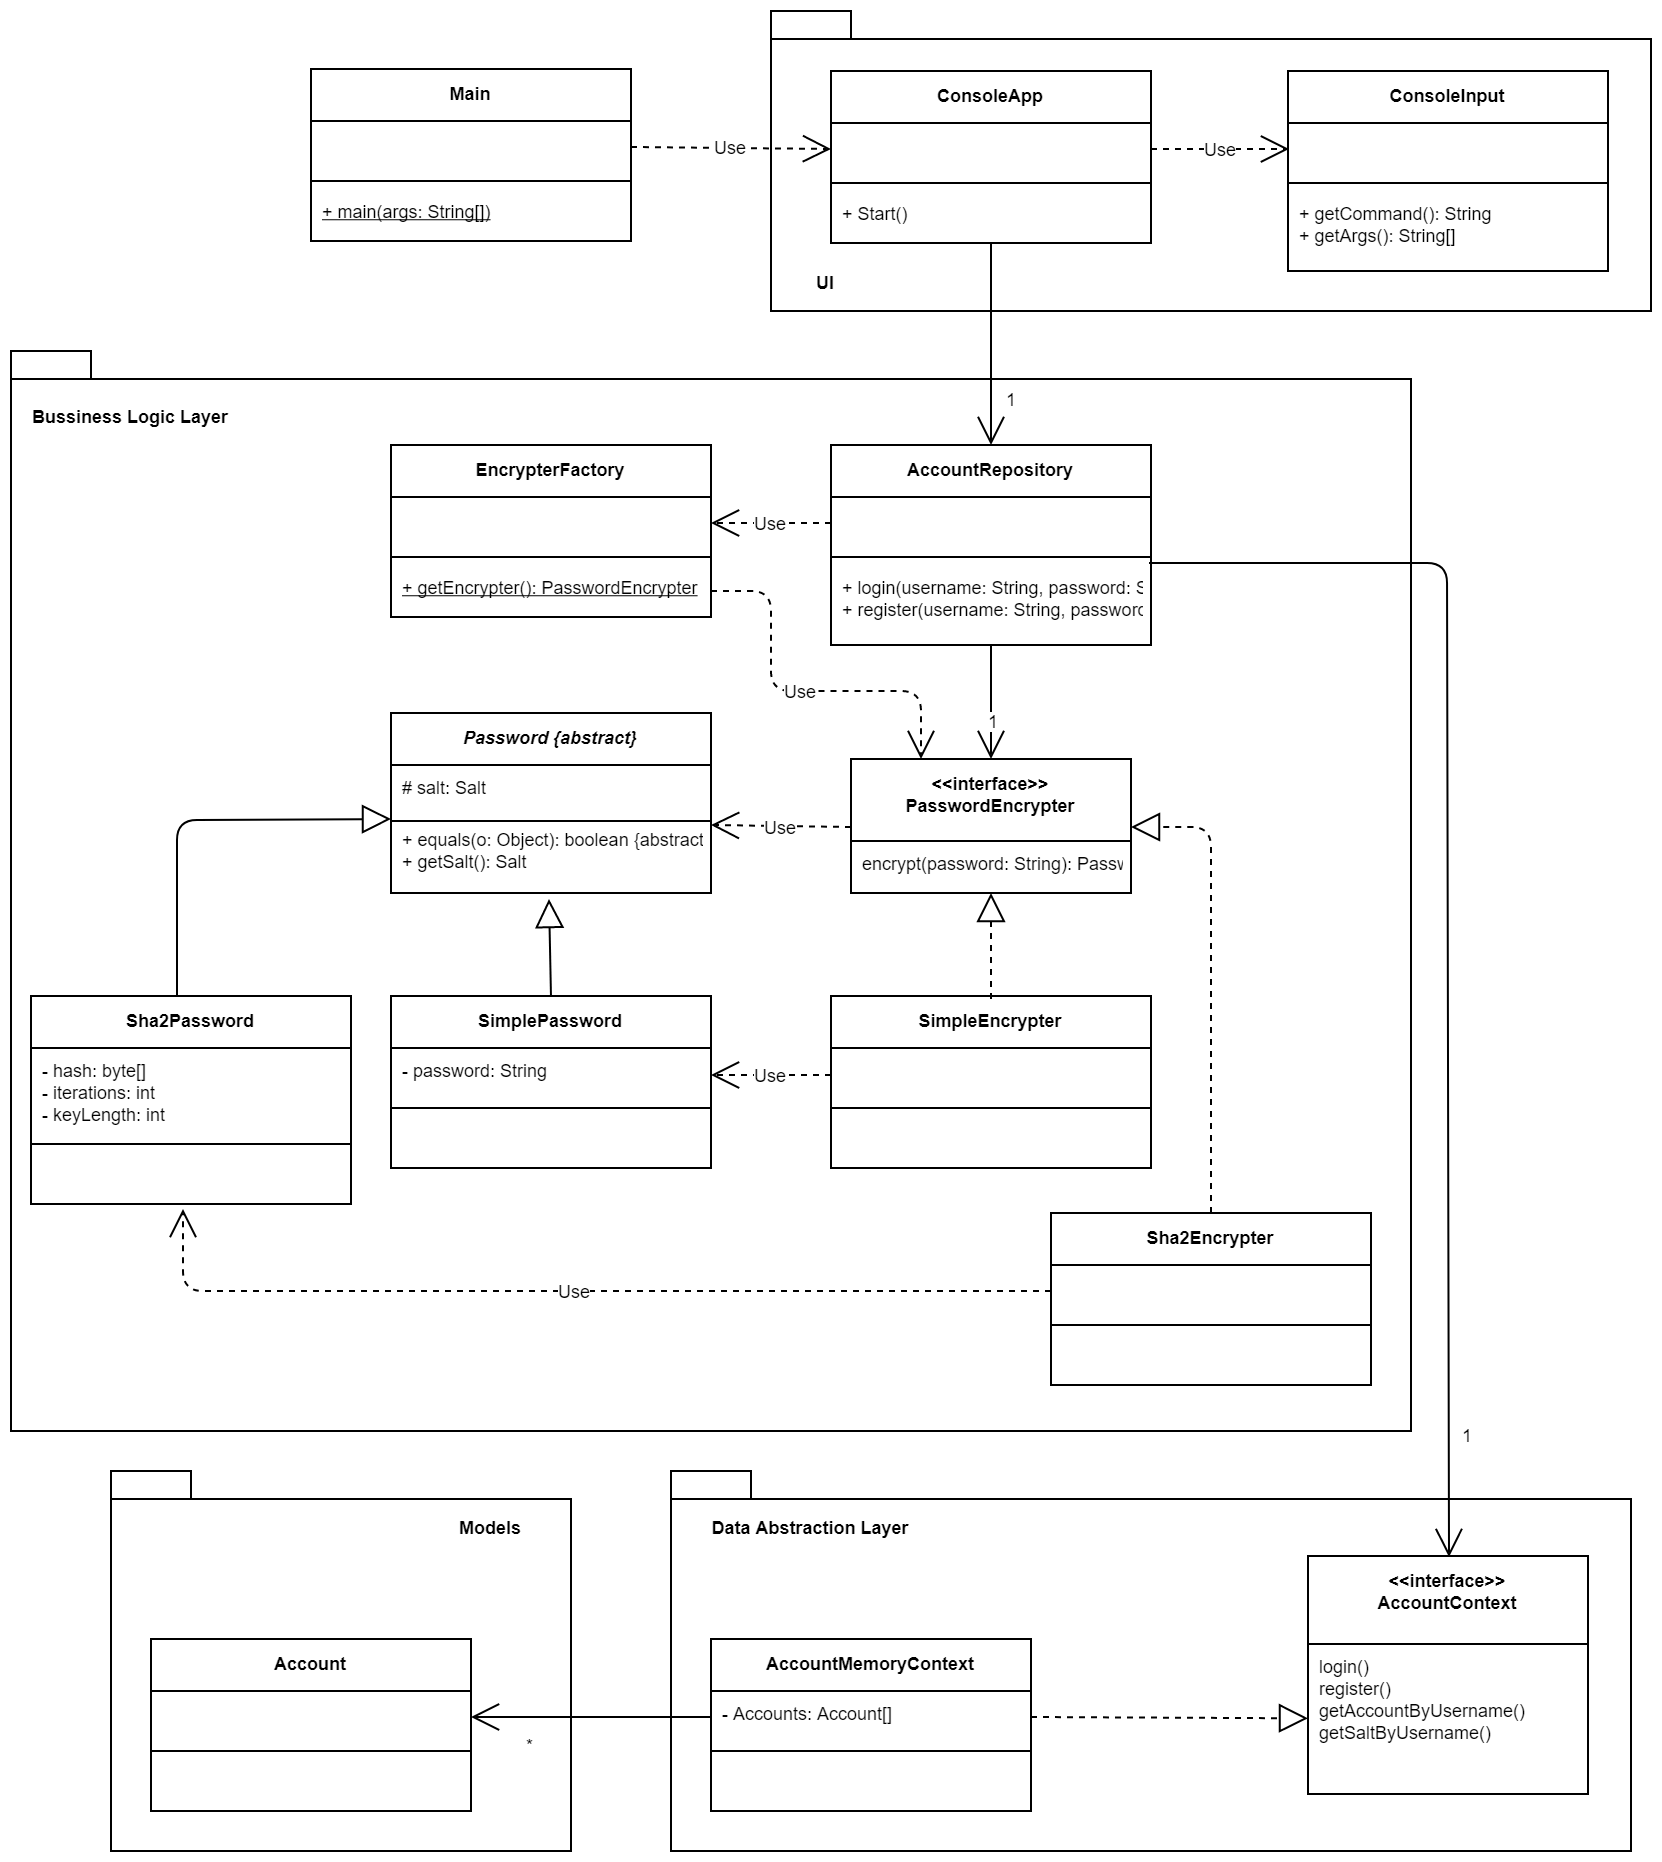 Main
+ main(args: String[])
Use
ConsoleApp
+ Start()
Use
ConsoleInput
+ getCommand(): String
+ getArgs(): String[]
UI
1
Bussiness Logic Layer
EncrypterFactory
+ getEncrypter(): PasswordEncrypter
Use
AccountRepository
+ login(username: String, password: S
+ register(username: String, password
Use
1
Password {abstract}
# salt: Salt
+ equals(o: Object): boolean {abstract
+ getSalt(): Salt
Use
<<interface>>
PasswordEncrypter
encrypt(password: String): Passw
Sha2Password
- hash: byte[]
- iterations: int
- keyLength: int
SimplePassword
- password: String
Use
SimpleEncrypter
Sha2Encrypter
Use
1
Models
Account
*
Data Abstraction Layer
AccountMemoryContext
- Accounts: Account[]
<<interface>>
AccountContext
login()
register()
getAccountByUsername()
getSaltByUsername()